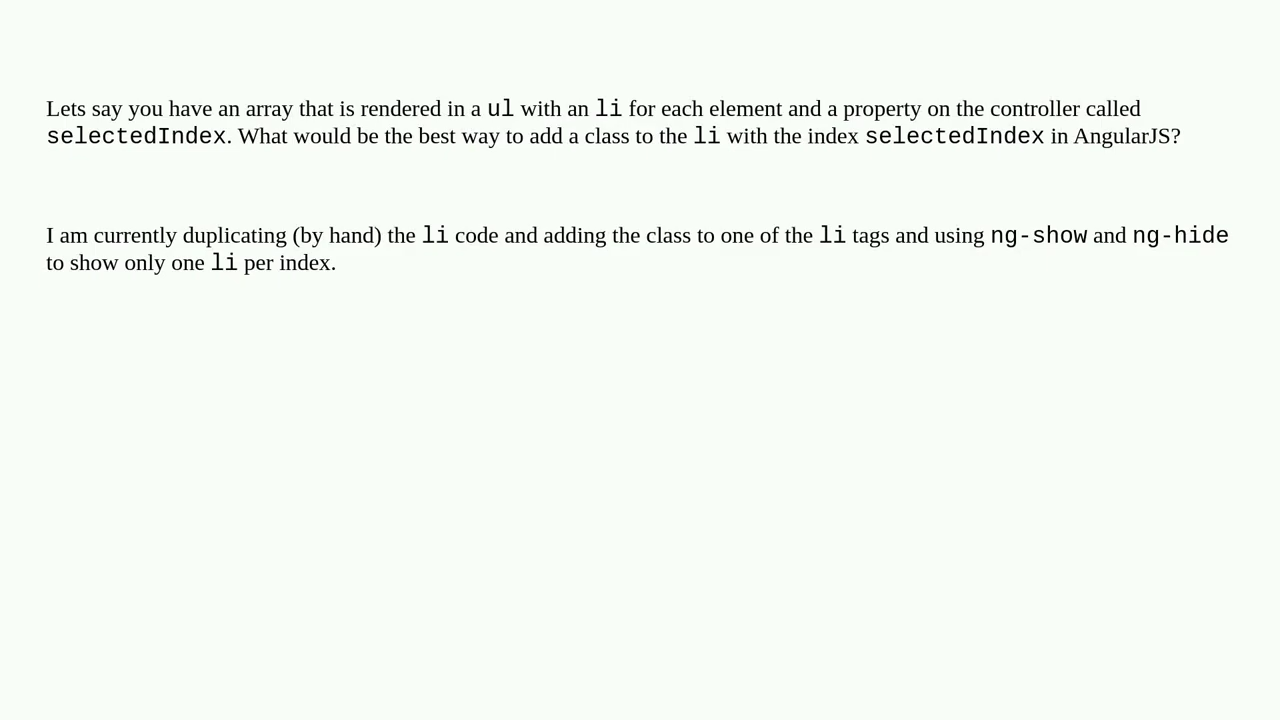 Lets say you have an array that is rendered in a ul with an li for each element and a property on the controller called
selectedIndex. What would be the best way to add a class to the li with the index selectedIndex in AngularJS?
I am currently duplicating (by hand) the li code and adding the class to one of the li tags and using ng-show and ng-hide
to show only one li per index.